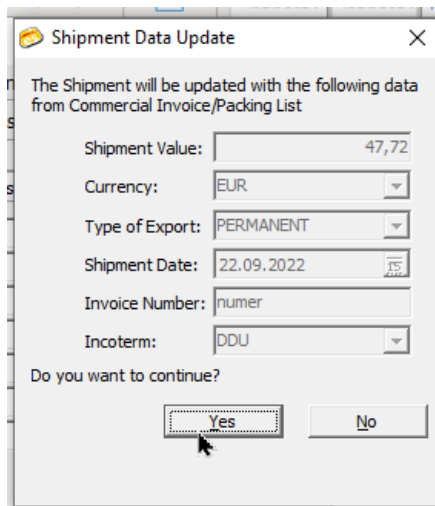 Shipment Data Update
The Shipment will be updated with the following data
from Commercial Invoice/Packing List
Shipment Value: 47,72
Currency: EUR
Type of Export: PERMANENT
Shipment Date: 22.09.2022 15
Invoice Number: numer
Incoterm: DDU
Do you want to continue?
Yes No